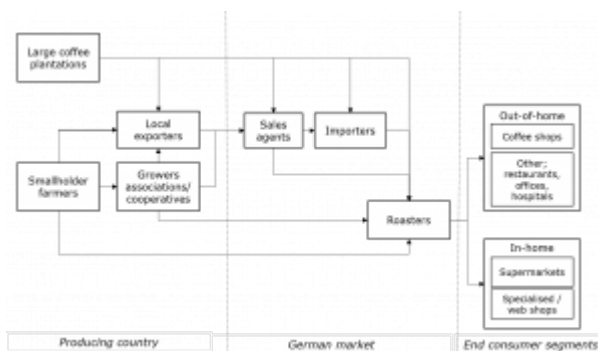 Large coffee
plantations
Local
exporters
Sales
agents
Importers
Smallholder
farmers
Growers
associations/
cooperatives
Roasters
Out-of-home
Coffee shops
Other;
restaurants,
offices,
hospitals
In-home
Supermarkets
Specialised /
web shops
Producing country
German market
End consumer segments